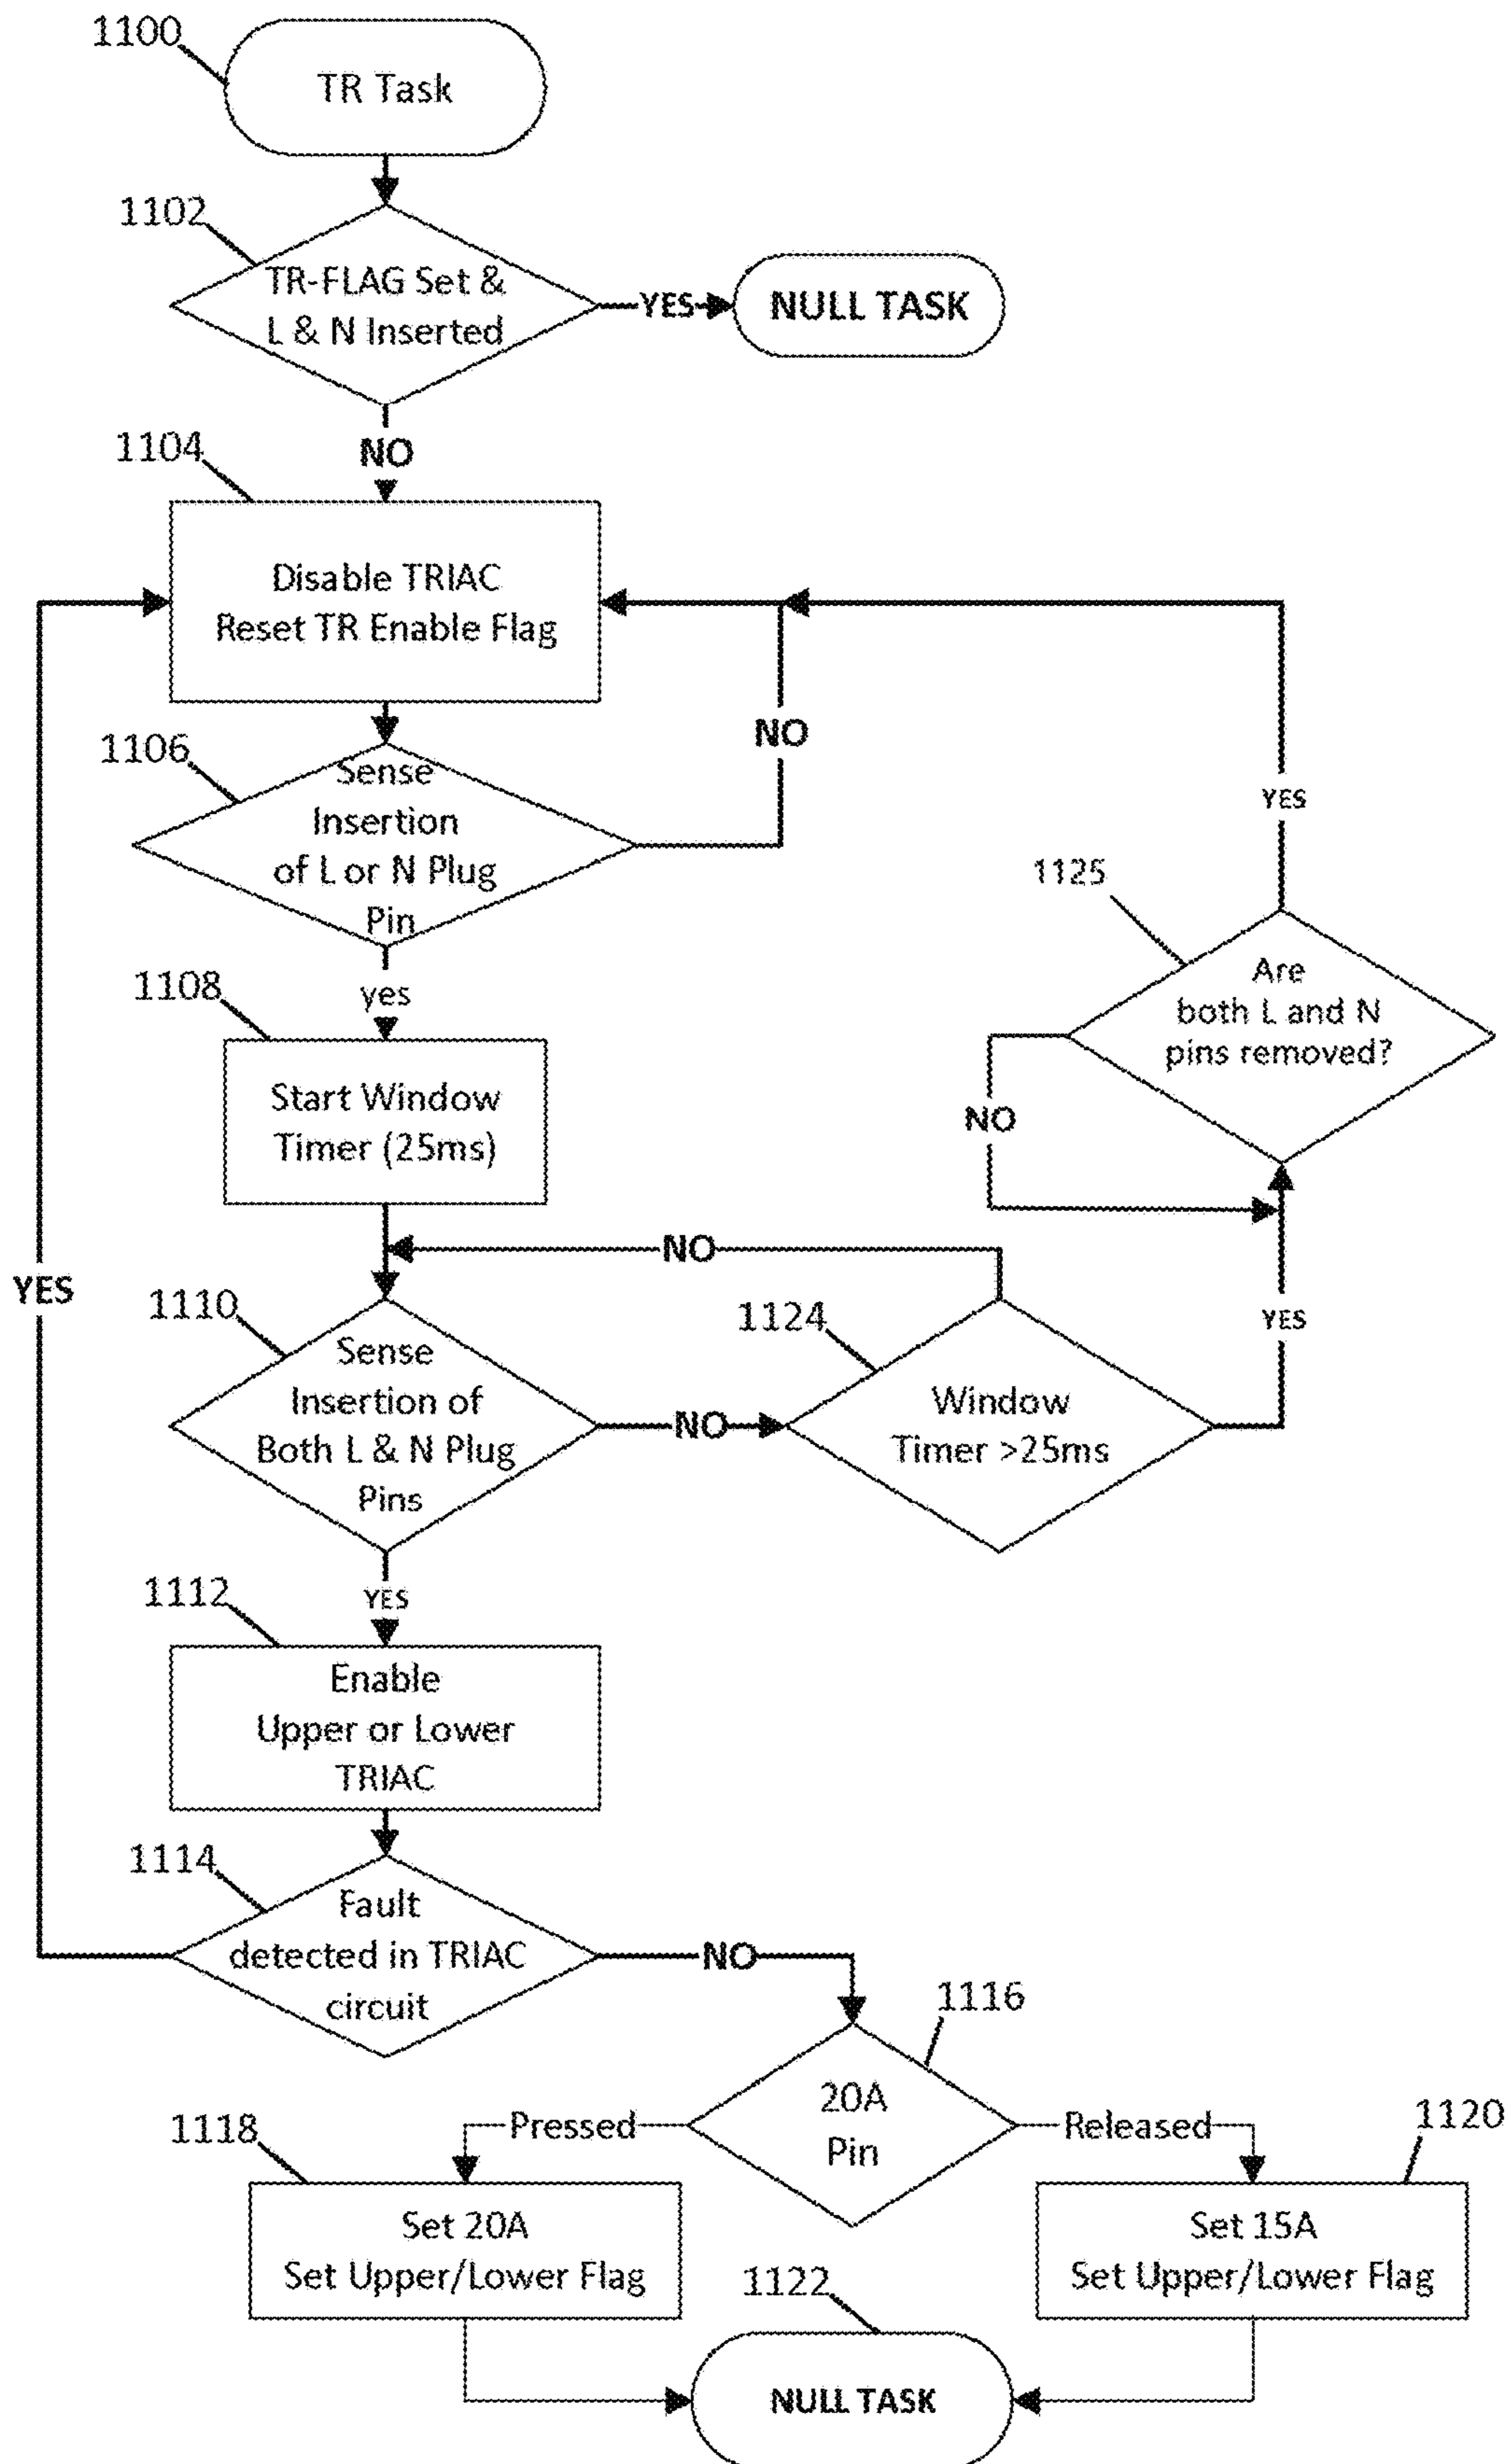 1100
TR Task
1102
TR-FLAG Set &
L & N Inserted
YES
NULL TASK
NO
1104
Disable TRIAC
Reset TR Enable Flag
NO
1106
Sense
Insertion
of L or N Plug
Pin
YES
1125
Are
both L and N
pins removed?
NO
yes
1108
Start Window
Timer (25ms)
NO
YES
YES
1110
Sense
Insertion of
Both L & N Plug
Pins
NO
1124
Window
Timer >25ms
YES
1112
Enable
Upper or Lower
TRIAC
1114
Fault
detected in TRIAC
circuit
NO
1116
20A
Pin
Pressed
Released
1118
Set 20A
Set Upper/Lower Flag
1120
Set 15A
Set Upper/Lower Flag
1122
NULL TASK